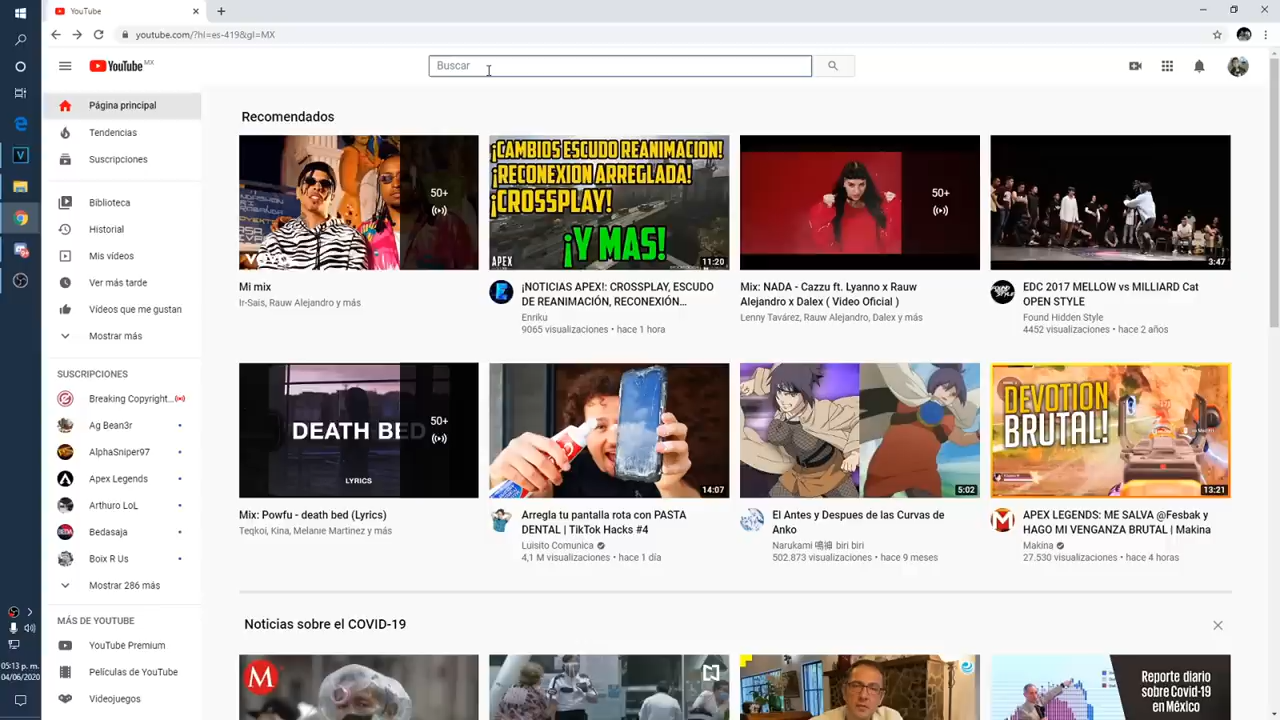 YouTube
youtube.com/?hl=es-419&gl=MX
YouTube MX
Buscar
Página principal
Tendencias
Suscripciones
Biblioteca
Historial
Mis vídeos
Ver más tarde
Vídeos que me gustan
Mostrar más
SUSCRIPCIONES
Breaking Copyright...
Ag Bean3r
AlphaSniper97
Apex Legends
Arthuro LoL
Bedasaja
Boix R Us
Mostrar 286 más
MÁS DE YOUTUBE
YouTube Premium
Películas de YouTube
Videojuegos
Recomendados
50+
vevo
Mi mix
Ir-Sais, Rauw Alejandro y más
¡CAMBIOS ESCUDO REANIMACION!
¡RECONEXION ARREGLADA!
¡CROSSPLAY!
¡Y MAS!
APEX
11:20
¡NOTICIAS APEX!: CROSSPLAY, ESCUDO
DE REANIMACIÓN, RECONEXIÓN...
Enriku
9065 visualizaciones • hace 1 hora
50+
Mix: NADA - Cazzu ft. Lyanno x Rauw
Alejandro x Dalex ( Video Oficial )
Lenny Tavárez, Rauw Alejandro, Dalex y más
3:47
EDC 2017 MELLOW vs MILLIARD Cat
OPEN STYLE
Found Hidden Style
4452 visualizaciones • hace 2 años
DEATH BED
LYRICS
50+
Mix: Powfu - death bed (Lyrics)
Teqkoi, Kina, Melanie Martinez y más
14:07
Arregla tu pantalla rota con PASTA
DENTAL | TikTok Hacks #4
Luisito Comunica
4,1 M visualizaciones • hace 1 día
5:02
El Antes y Despues de las Curvas de
Anko
Narukami 鳴神 biri biri
502.873 visualizaciones • hace 9 meses
DEVOTION
BRUTAL!
13:21
APEX LEGENDS: ME SALVA @Fesbak y
HAGO MI VENGANZA BRUTAL | Makina
Makina
27.530 visualizaciones • hace 4 horas
Noticias sobre el COVID-19
M
Reporte diario
sobre Covid-19
en México
05:13 p. m.
04/06/2020